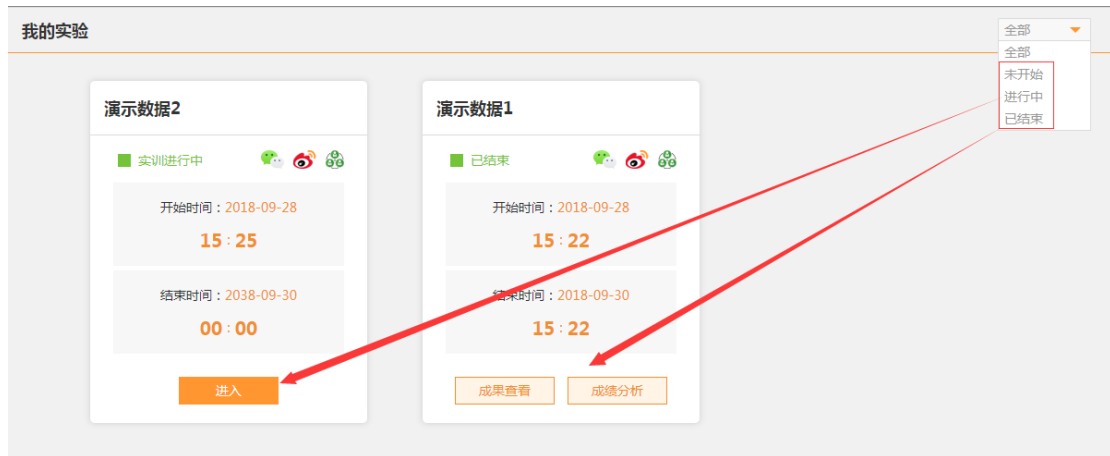 我的实验
全部
全部
未开始
进行中
已结束
演示数据2
实训进行中
开始时间：2018-09-28
15 : 25
结束时间：2038-09-30
00 : 00
进入
演示数据1
已结束
开始时间：2018-09-28
15 : 22
结束时间：2018-09-30
15 : 22
成果查看
成绩分析